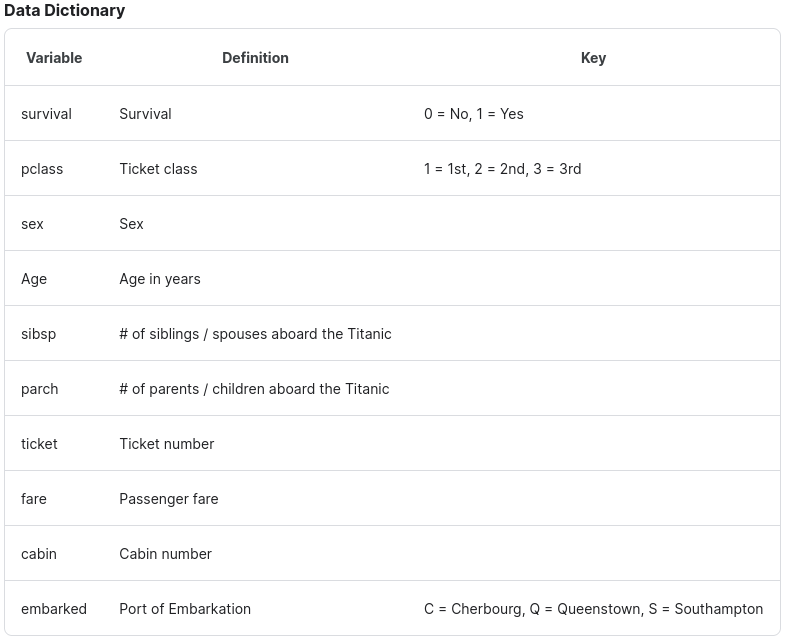 Data Dictionary
Variable Definition Key
survival Survival 0 = No, 1 = Yes
pclass Ticket class 1 = 1st, 2 = 2nd, 3 = 3rd
sex Sex
Age Age in years
sibsp # of siblings / spouses aboard the Titanic
parch # of parents / children aboard the Titanic
ticket Ticket number
fare Passenger fare
cabin Cabin number
embarked Port of Embarkation C = Cherbourg, Q = Queenstown, S = Southampton